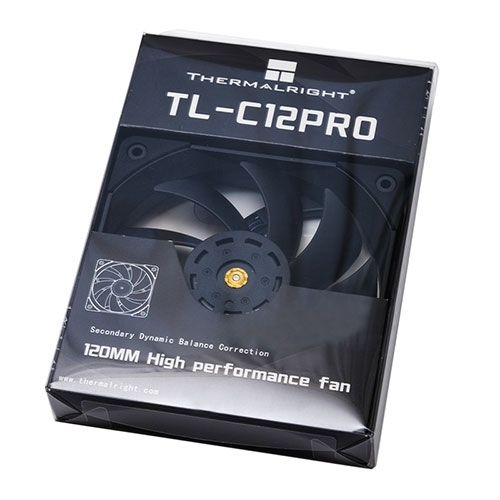 THERMALRIGHT®
TL-C12PRO
Secondary Dynamic Balance Correction
120MM High performance fan
www.thermalright.com